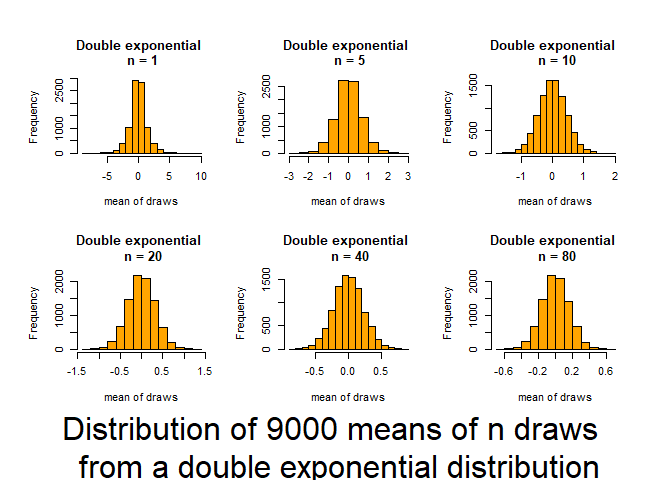 Double exponential
n = 1
Frequency
0
1000
2500
-5
0
5
10
mean of draws
Double exponential
n = 5
Frequency
0
1000
2500
-3 -2 -1 0 1 2 3
mean of draws
Double exponential
n = 10
Frequency
0
500
1500
-1 0 1 2
mean of draws
Double exponential
n = 20
Frequency
0
1000
2000
-1.5 -0.5 0.5 1.5
mean of draws
Double exponential
n = 40
Frequency
0
500
1500
-0.5 0.0 0.5
mean of draws
Double exponential
n = 80
Frequency
0
1000
2000
-0.6 -0.2 0.2 0.6
mean of draws
Distribution of 9000 means of n draws
from a double exponential distribution